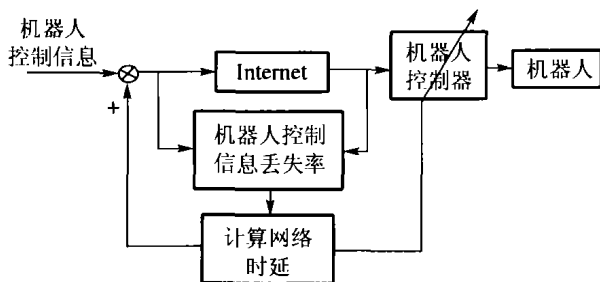 机器人
控制信息
Internet
机器人
控制器
机器人
+
机器人控制
信息丢失率
计算网络
时延